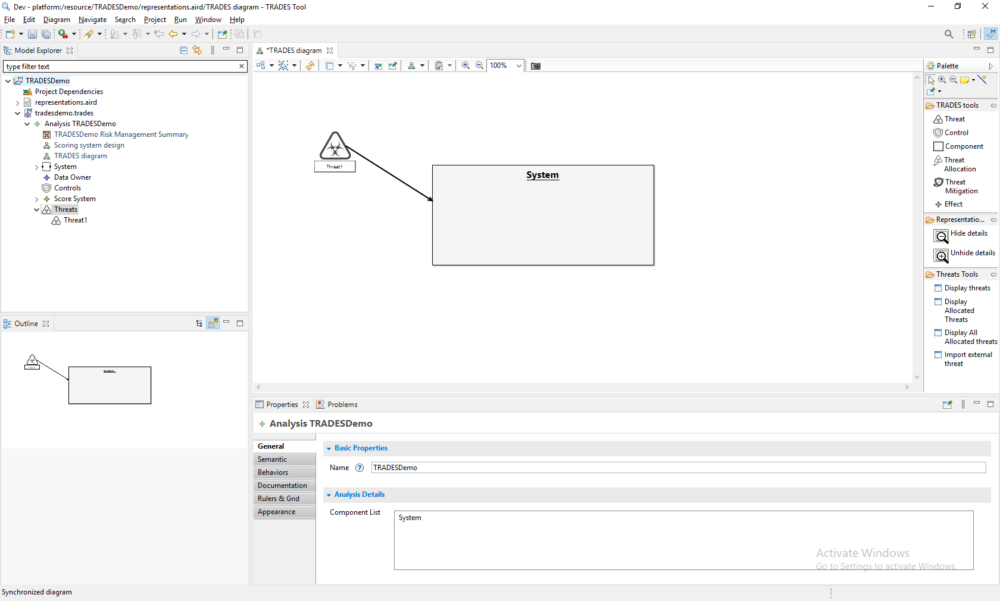 Dev - platform:/resource/TRADESDemo/representations.aird/TRADES diagram - TRADES Tool
File Edit Diagram Navigate Search Project Run Window Help
Model Explorer
type filter text
TRADESDemo
Project Dependencies
representations.aird
tradesdemo.trades
Analysis TRADESDemo
TRADESDemo Risk Management Summary
Scoring system design
TRADES diagram
System
Data Owner
Controls
Score System
Threats
Threat1
Outline
System
*TRADES diagram
100%
Threat1
System
Palette
TRADES tools
Threat
Control
Component
Threat
Allocation
Threat
Mitigation
Effect
Representatio...
Hide details
Unhide details
Threats Tools
Display threats
Display
Allocated
Threats
Display All
Allocated threats
Import external
threat
Properties
Problems
Analysis TRADESDemo
General
Semantic
Behaviors
Documentation
Rulers & Grid
Appearance
Basic Properties
Name ? TRADESDemo
Analysis Details
Component List
System
Activate Windows
Go to Settings to activate Windows.
Synchronized diagram